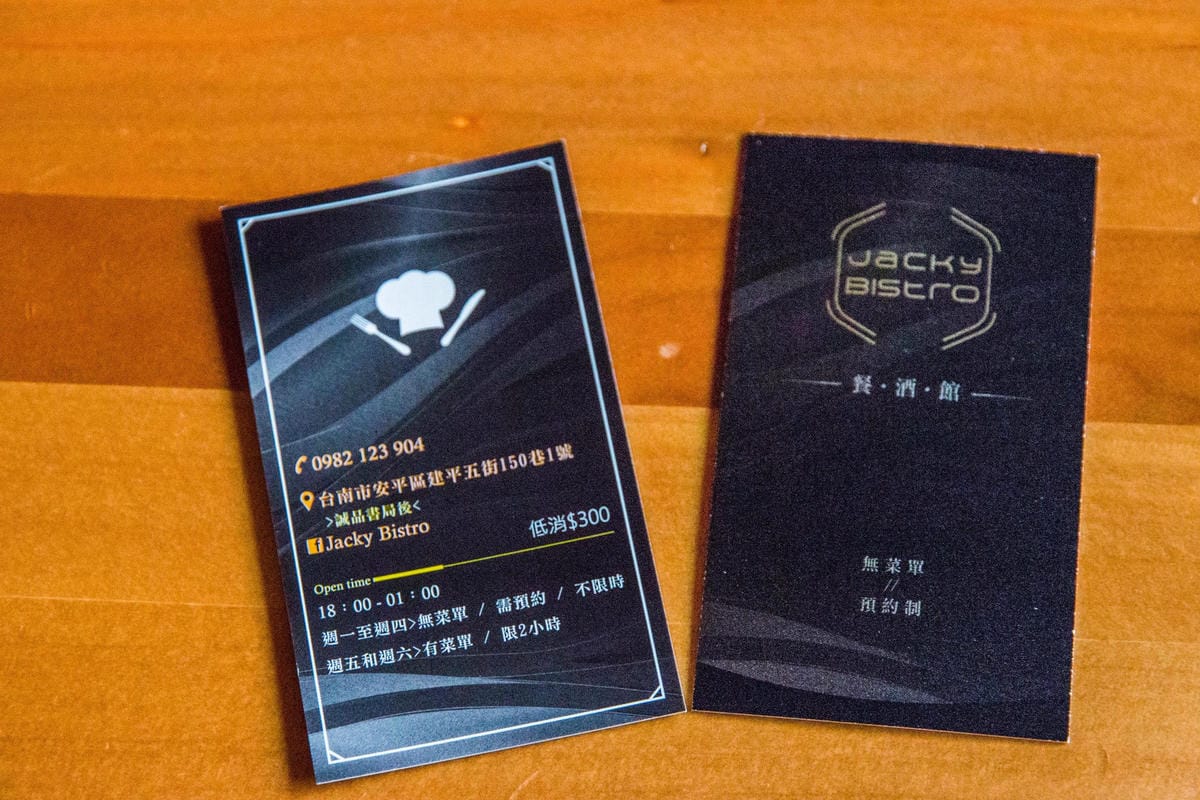 0982 123 904
台南市安平區建平五街150巷1號
>誠品書局後<
Jacky Bistro
低消$300
Open time
18：00 - 01：00
週一至週四>無菜單 / 需預約 / 不限時
週五和週六>有菜單 / 限2小時
Jacky
Bistro
餐・酒・館
無菜單
//
預約制